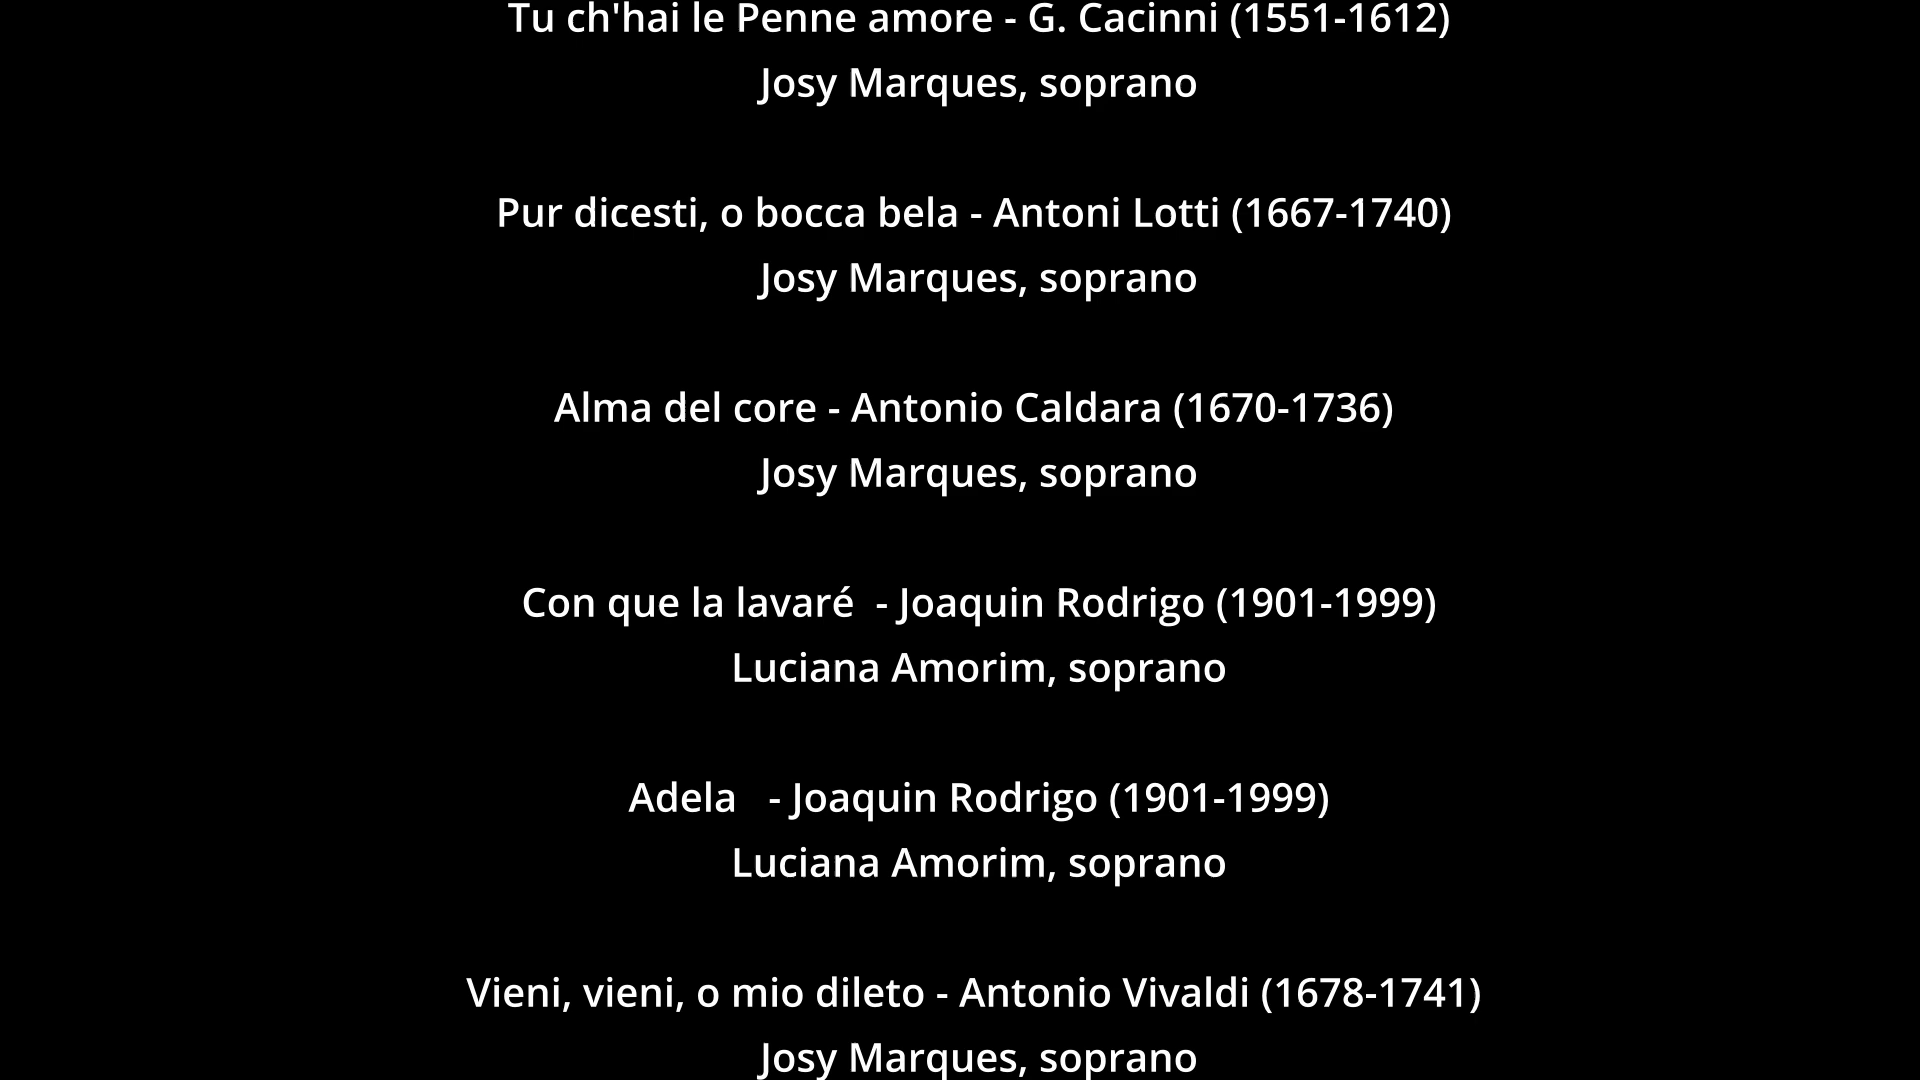 Tu ch'hai le Penne amore - G. Cacinni (1551-1612)
Josy Marques, soprano
Pur dicesti, o bocca bela - Antoni Lotti (1667-1740)
Josy Marques, soprano
Alma del core - Antonio Caldara (1670-1736)
Josy Marques, soprano
Con que la lavaré - Joaquin Rodrigo (1901-1999)
Luciana Amorim, soprano
Adela - Joaquin Rodrigo (1901-1999)
Luciana Amorim, soprano
Vieni, vieni, o mio dileto - Antonio Vivaldi (1678-1741)
Josy Marques, soprano